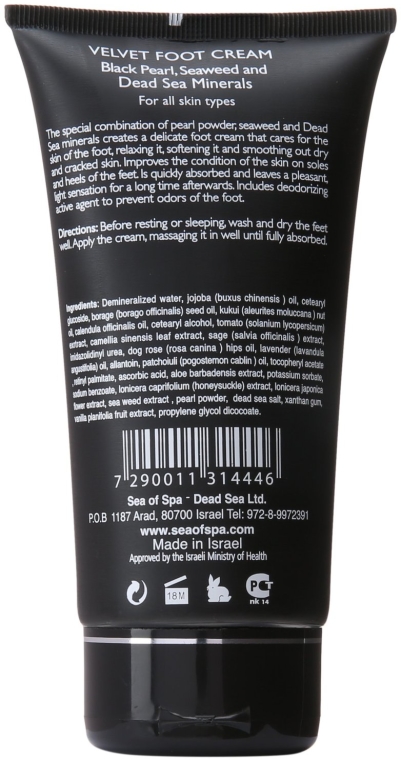 VELVET FOOT CREAM
Black Pearl, Seaweed and
Dead Sea Minerals
For all skin types
The special combination of pearl powder, seaweed and Dead
Sea minerals creates a delicate foot cream that cares for the
skin of the foot, relaxing it, softening it and smoothing out dry
and cracked skin. Improves the condition of the skin on soles
and heels of the feet. Is quickly absorbed and leaves a pleasant,
light sensation for a long time afterwards. Includes deodorizing
active agent to prevent odors of the foot.
Directions: Before resting or sleeping, wash and dry the feet
well. Apply the cream, massaging it in well until fully absorbed.
Ingredients: Demineralized water, jojoba (buxus chinensis ) oil, cetearyl
glucoside, borage (borago officinalis) seed oil, kukui (aleurites moluccana ) nut
oil, calendula officinalis oil, cetearyl alcohol, tomato (solanium lycopersicum)
extract, camellia sinensis leaf extract, sage (salvia officinalis ) extract,
imidazolidinyl urea, dog rose (rosa canina ) hips oil, lavender (lavandula
angustifolia) oil, allantoin, patchoiuli (pogostemon cablin ) oil, tocopheryl acetate
, retinyl palmitate, ascorbic acid, aloe barbadensis extract, potassium sorbate,
sodium benzoate, lonicera caprifolium (honeysuckle) extract, lonicera japonica
flower extract, sea weed extract , pearl powder, dead sea salt, xanthan gum,
vanilla planifolia fruit extract, propylene glycol dicocoate.
7 290011 314446
Sea of Spa - Dead Sea Ltd.
P.O.B 1187 Arad, 80700 Israel Tel: 972-8-9972391
www.seaofspa.com
Made in Israel
Approved by the Israeli Ministry of Health
18M
PCT
nk 14